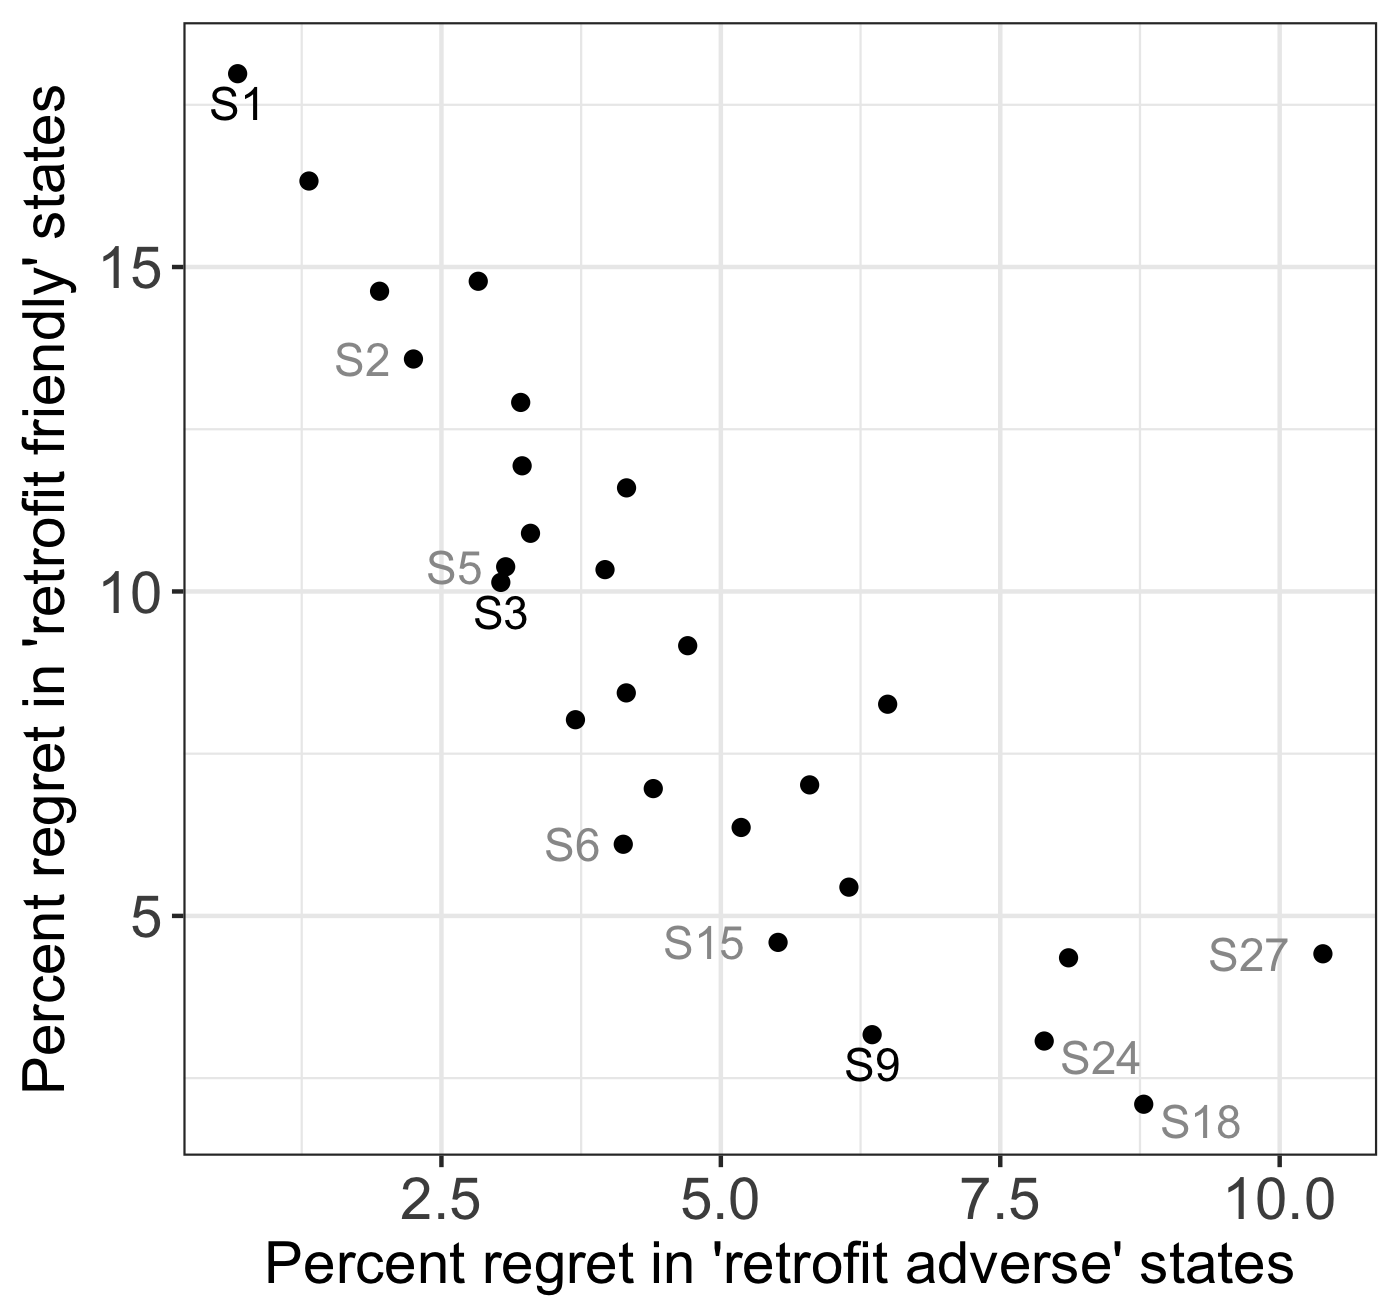 Percent regret in 'retrofit friendly' states
15
10
5
S1
S2
S5
S3
S6
S15
S27
S9
S24
S18
2.5 5.0 7.5 10.0
Percent regret in 'retrofit adverse' states